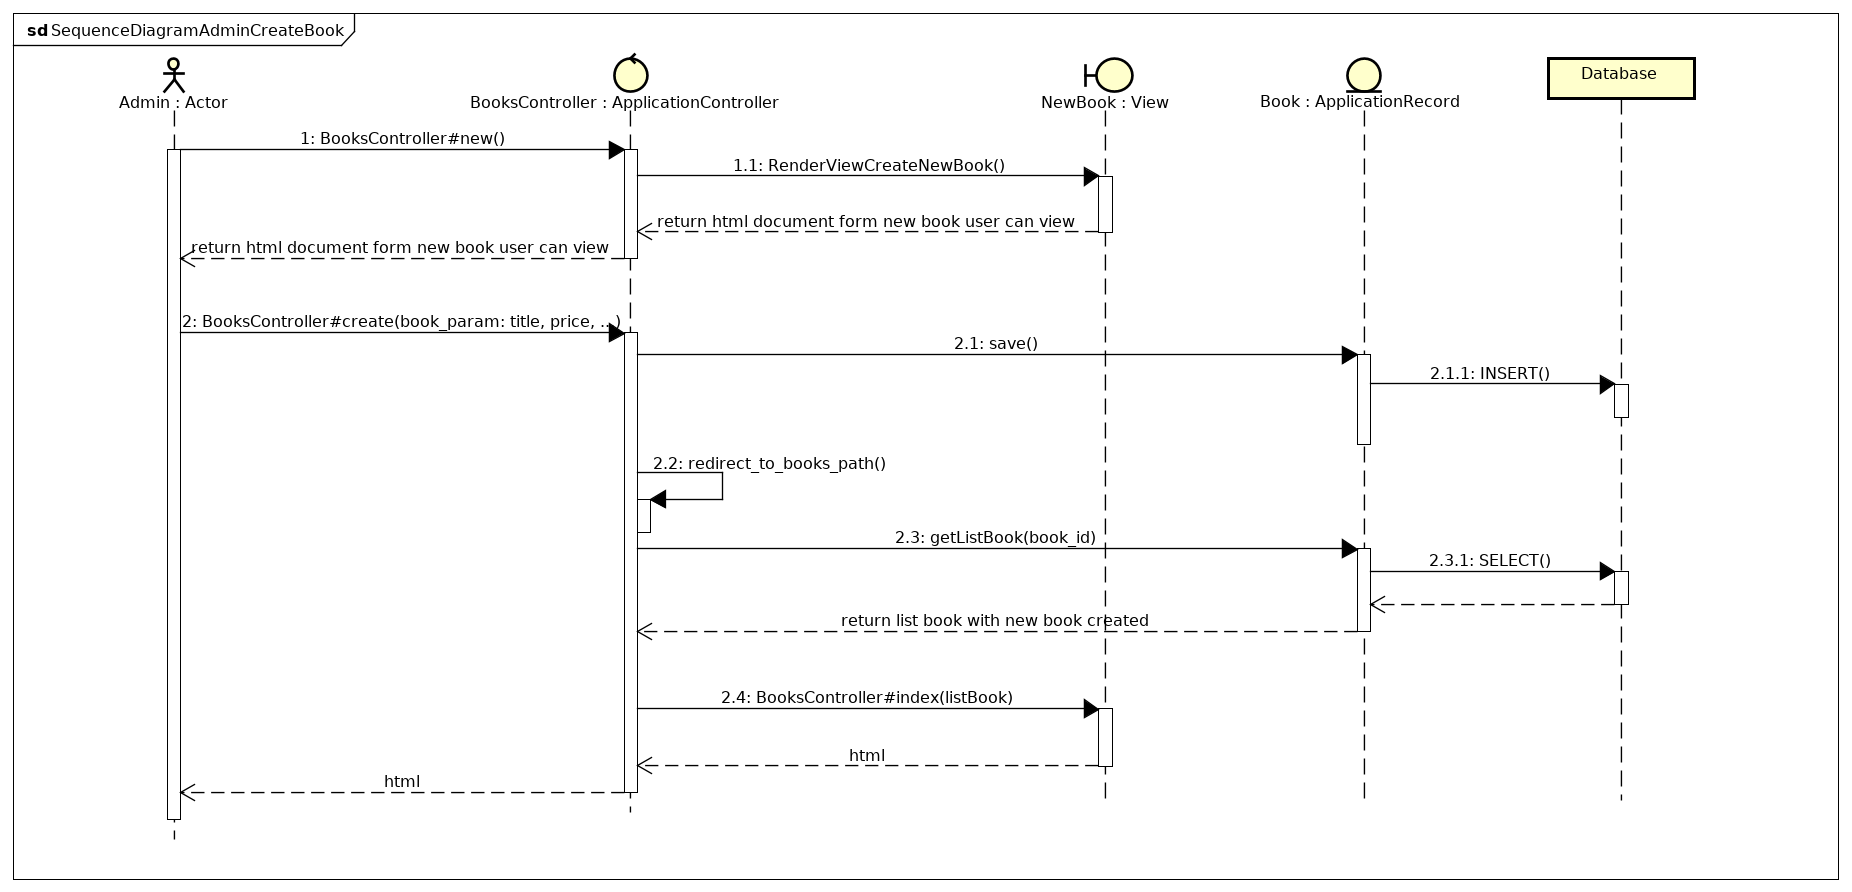 sd SequenceDiagramAdminCreateBook
Admin : Actor
BooksController : ApplicationController
NewBook : View
Book : ApplicationRecord
Database
1: BooksController#new()
1.1: RenderViewCreateNewBook()
return html document form new book user can view
return html document form new book user can view
2: BooksController#create(book_param: title, price, ...)
2.1: save()
2.1.1: INSERT()
2.2: redirect_to_books_path()
2.3: getListBook(book_id)
2.3.1: SELECT()
return list book with new book created
2.4: BooksController#index(listBook)
html
html